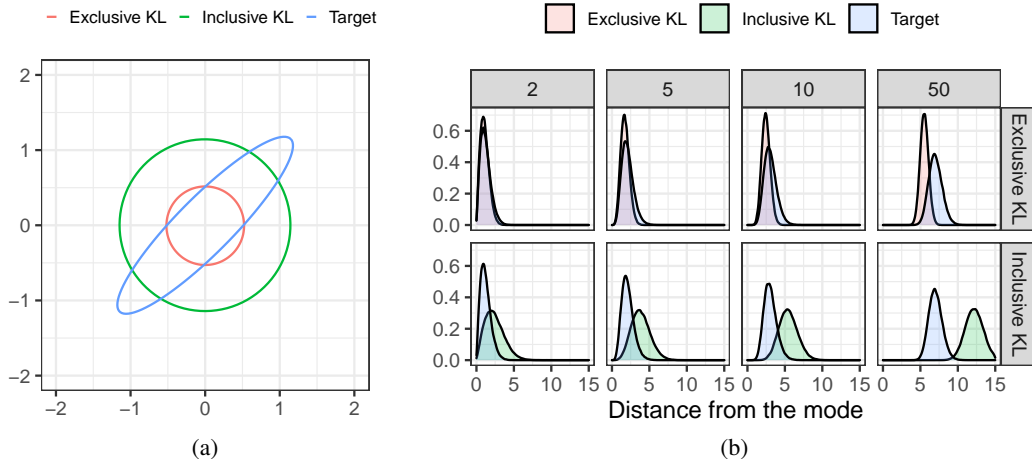 Exclusive KL Inclusive KL Target
2
1
0
−1
−2
−2 −1 0 1 2
(a)
Exclusive KL Inclusive KL Target
2 5 10 50
0.6
0.4
0.2
0.0
Exclusive KL
0.6
0.4
0.2
0.0
Inclusive KL
0 5 10 15 0 5 10 15 0 5 10 15 0 5 10 15
Distance from the mode
(b)